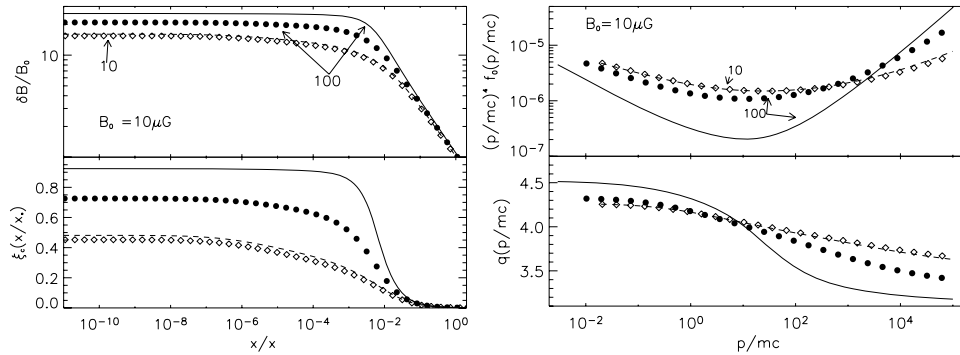 10
δB/B₀
10
100
B₀ = 10μG
0.8
0.6
0.4
0.2
0.0
ξc(x/x*)
10⁻¹⁰ 10⁻⁸ 10⁻⁶ 10⁻⁴ 10⁻² 10⁰
x/x
B₀ = 10μG
10⁻⁵
10⁻⁶
10⁻⁷
(p/mc)⁴ f₀(p/mc)
10
100
4.5
4.0
3.5
q(p/mc)
10⁻² 10⁰ 10² 10⁴
p/mc